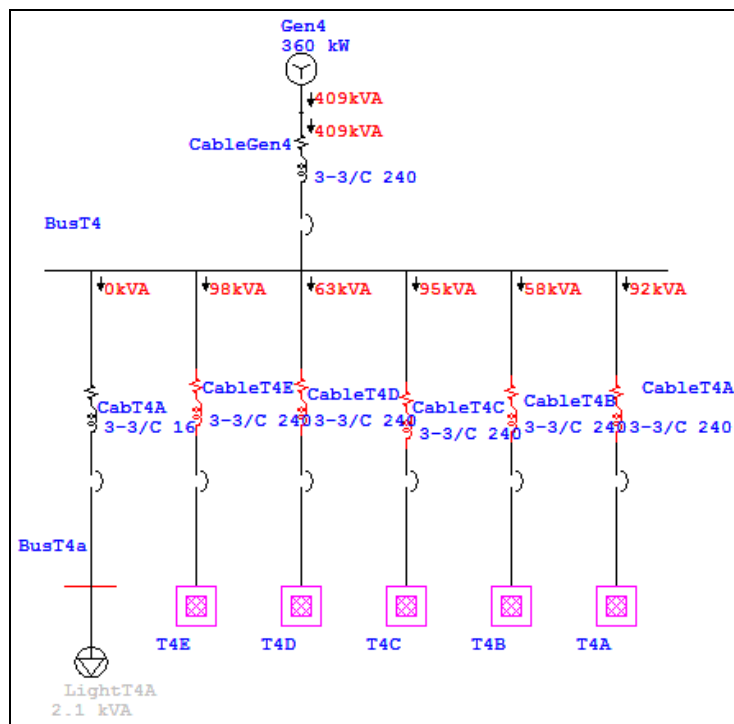 Gen4
360 kW
409kVA
409kVA
CableGen4
3-3/C 240
BusT4
0kVA
98kVA
63kVA
95kVA
58kVA
92kVA
CabT4A
3-3/C 16
CableT4E
3-3/C 240
CableT4D
3-3/C 240
CableT4C
3-3/C 240
CableT4B
3-3/C 240
CableT4A
3-3/C 240
BusT4a
T4E
T4D
T4C
T4B
T4A
LightT4A
2.1 kVA